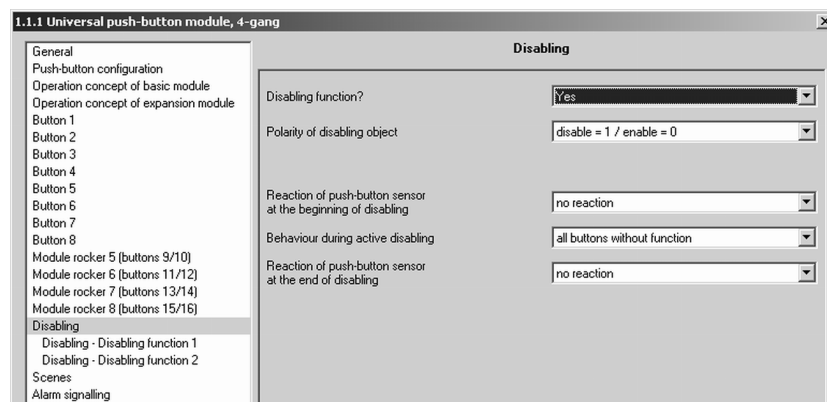 1.1.1 Universal push-button module, 4-gang
General
Push-button configuration
Operation concept of basic module
Operation concept of expansion module
Button 1
Button 2
Button 3
Button 4
Button 5
Button 6
Button 7
Button 8
Module rocker 5 (buttons 9/10)
Module rocker 6 (buttons 11/12)
Module rocker 7 (buttons 13/14)
Module rocker 8 (buttons 15/16)
Disabling
Disabling - Disabling function 1
Disabling - Disabling function 2
Scenes
Alarm signalling
Disabling
Disabling function?
Yes
Polarity of disabling object
disable = 1 / enable = 0
Reaction of push-button sensor
at the beginning of disabling
no reaction
Behaviour during active disabling
all buttons without function
Reaction of push-button sensor
at the end of disabling
no reaction